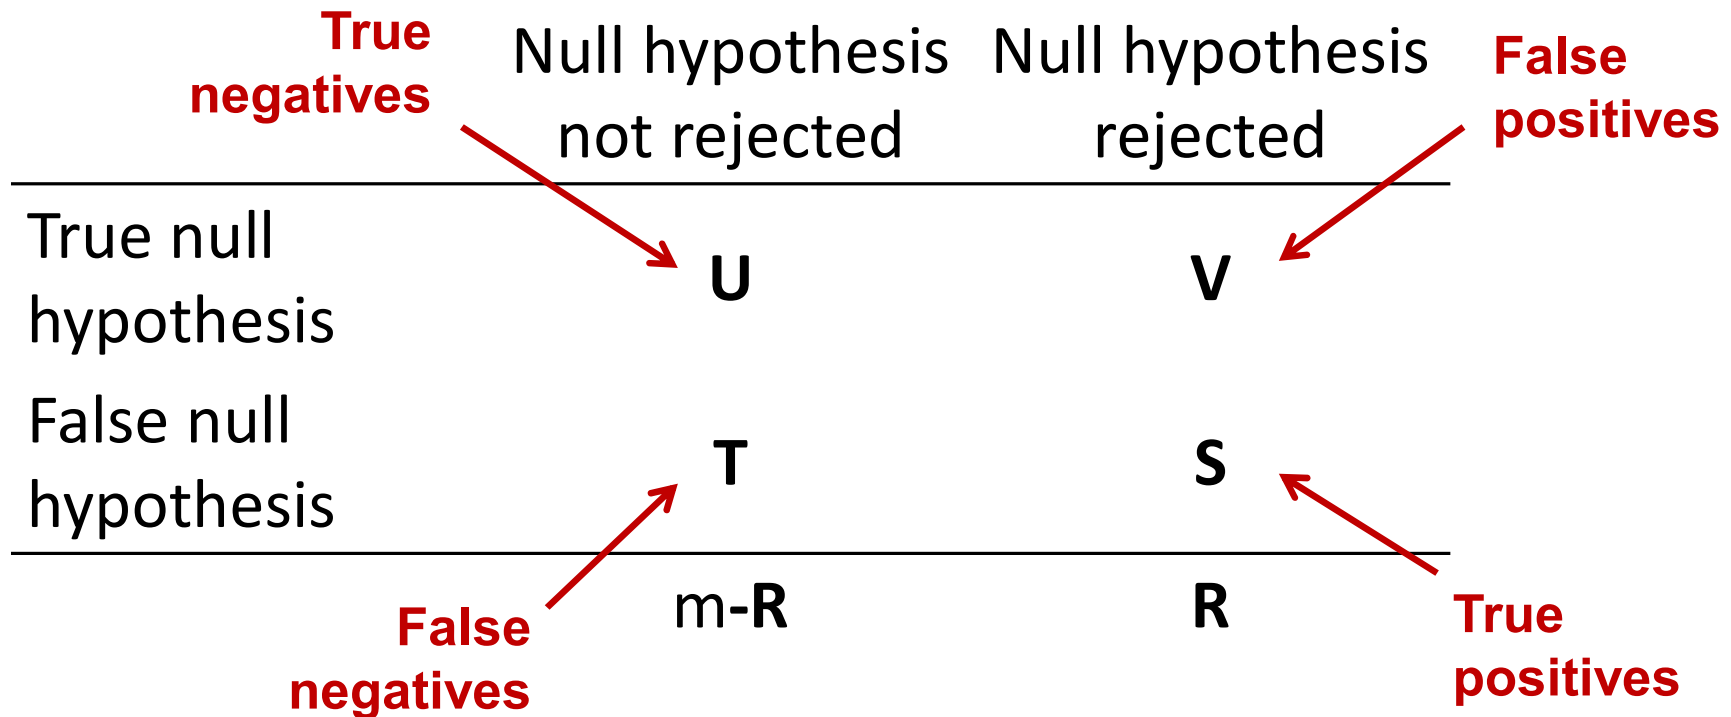 True
negatives
Null hypothesis
not rejected
Null hypothesis
rejected
False
positives
True null
hypothesis
U
V
False null
hypothesis
T
S
m-R
R
False
negatives
True
positives